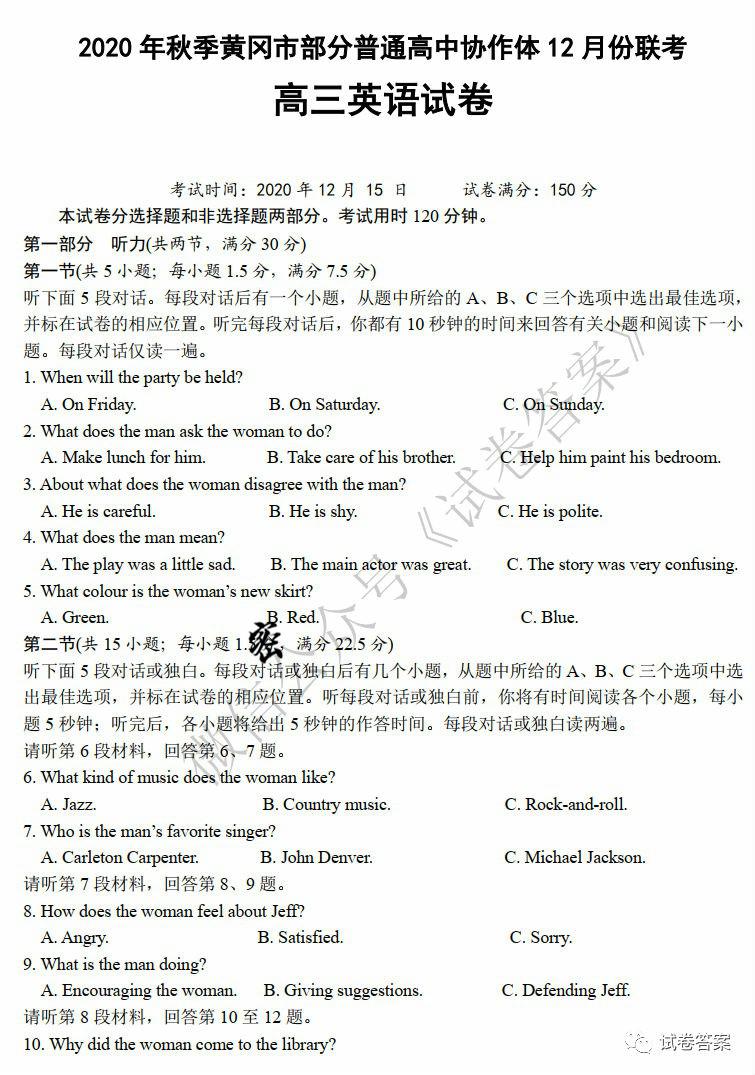 2020 年秋季黄冈市部分普通高中协作体 12 月份联考
高三英语试卷
考试时间：2020 年 12 月 15 日 试卷满分：150 分
本试卷分选择题和非选择题两部分。考试用时 120 分钟。
第一部分 听力(共两节，满分 30 分)
第一节(共 5 小题；每小题 1.5 分，满分 7.5 分)
听下面 5 段对话。每段对话后有一个小题，从题中所给的 A、B、C 三个选项中选出最佳选项，
并标在试卷的相应位置。听完每段对话后，你都有 10 秒钟的时间来回答有关小题和阅读下一小
题。每段对话仅读一遍。
1. When will the party be held?
A. On Friday. B. On Saturday. C. On Sunday.
2. What does the man ask the woman to do?
A. Make lunch for him. B. Take care of his brother. C. Help him paint his bedroom.
3. About what does the woman disagree with the man?
A. He is careful. B. He is shy. C. He is polite.
4. What does the man mean?
A. The play was a little sad. B. The main actor was great. C. The story was very confusing.
5. What colour is the woman's new skirt?
A. Green. B. Red. C. Blue.
第二节(共 15 小题；每小题 1.5分，满分 22.5 分)
密
听下面 5 段对话或独白。每段对话或独白后有几个小题，从题中所给的 A、B、C 三个选项中选
出最佳选项，并标在试卷的相应位置。听每段对话或独白前，你将有时间阅读各个小题，每小
题 5 秒钟；听完后，各小题将给出 5 秒钟的作答时间。每段对话或独白读两遍。
请听第 6 段材料，回答第 6、7 题。
6. What kind of music does the woman like?
A. Jazz. B. Country music. C. Rock-and-roll.
7. Who is the man's favorite singer?
A. Carleton Carpenter. B. John Denver. C. Michael Jackson.
请听第 7 段材料，回答第 8、9 题。
8. How does the woman feel about Jeff?
A. Angry. B. Satisfied. C. Sorry.
9. What is the man doing?
A. Encouraging the woman. B. Giving suggestions. C. Defending Jeff.
请听第 8 段材料，回答第 10 至 12 题。
10. Why did the woman come to the library?
微信公众号《试卷答案》
试卷答案